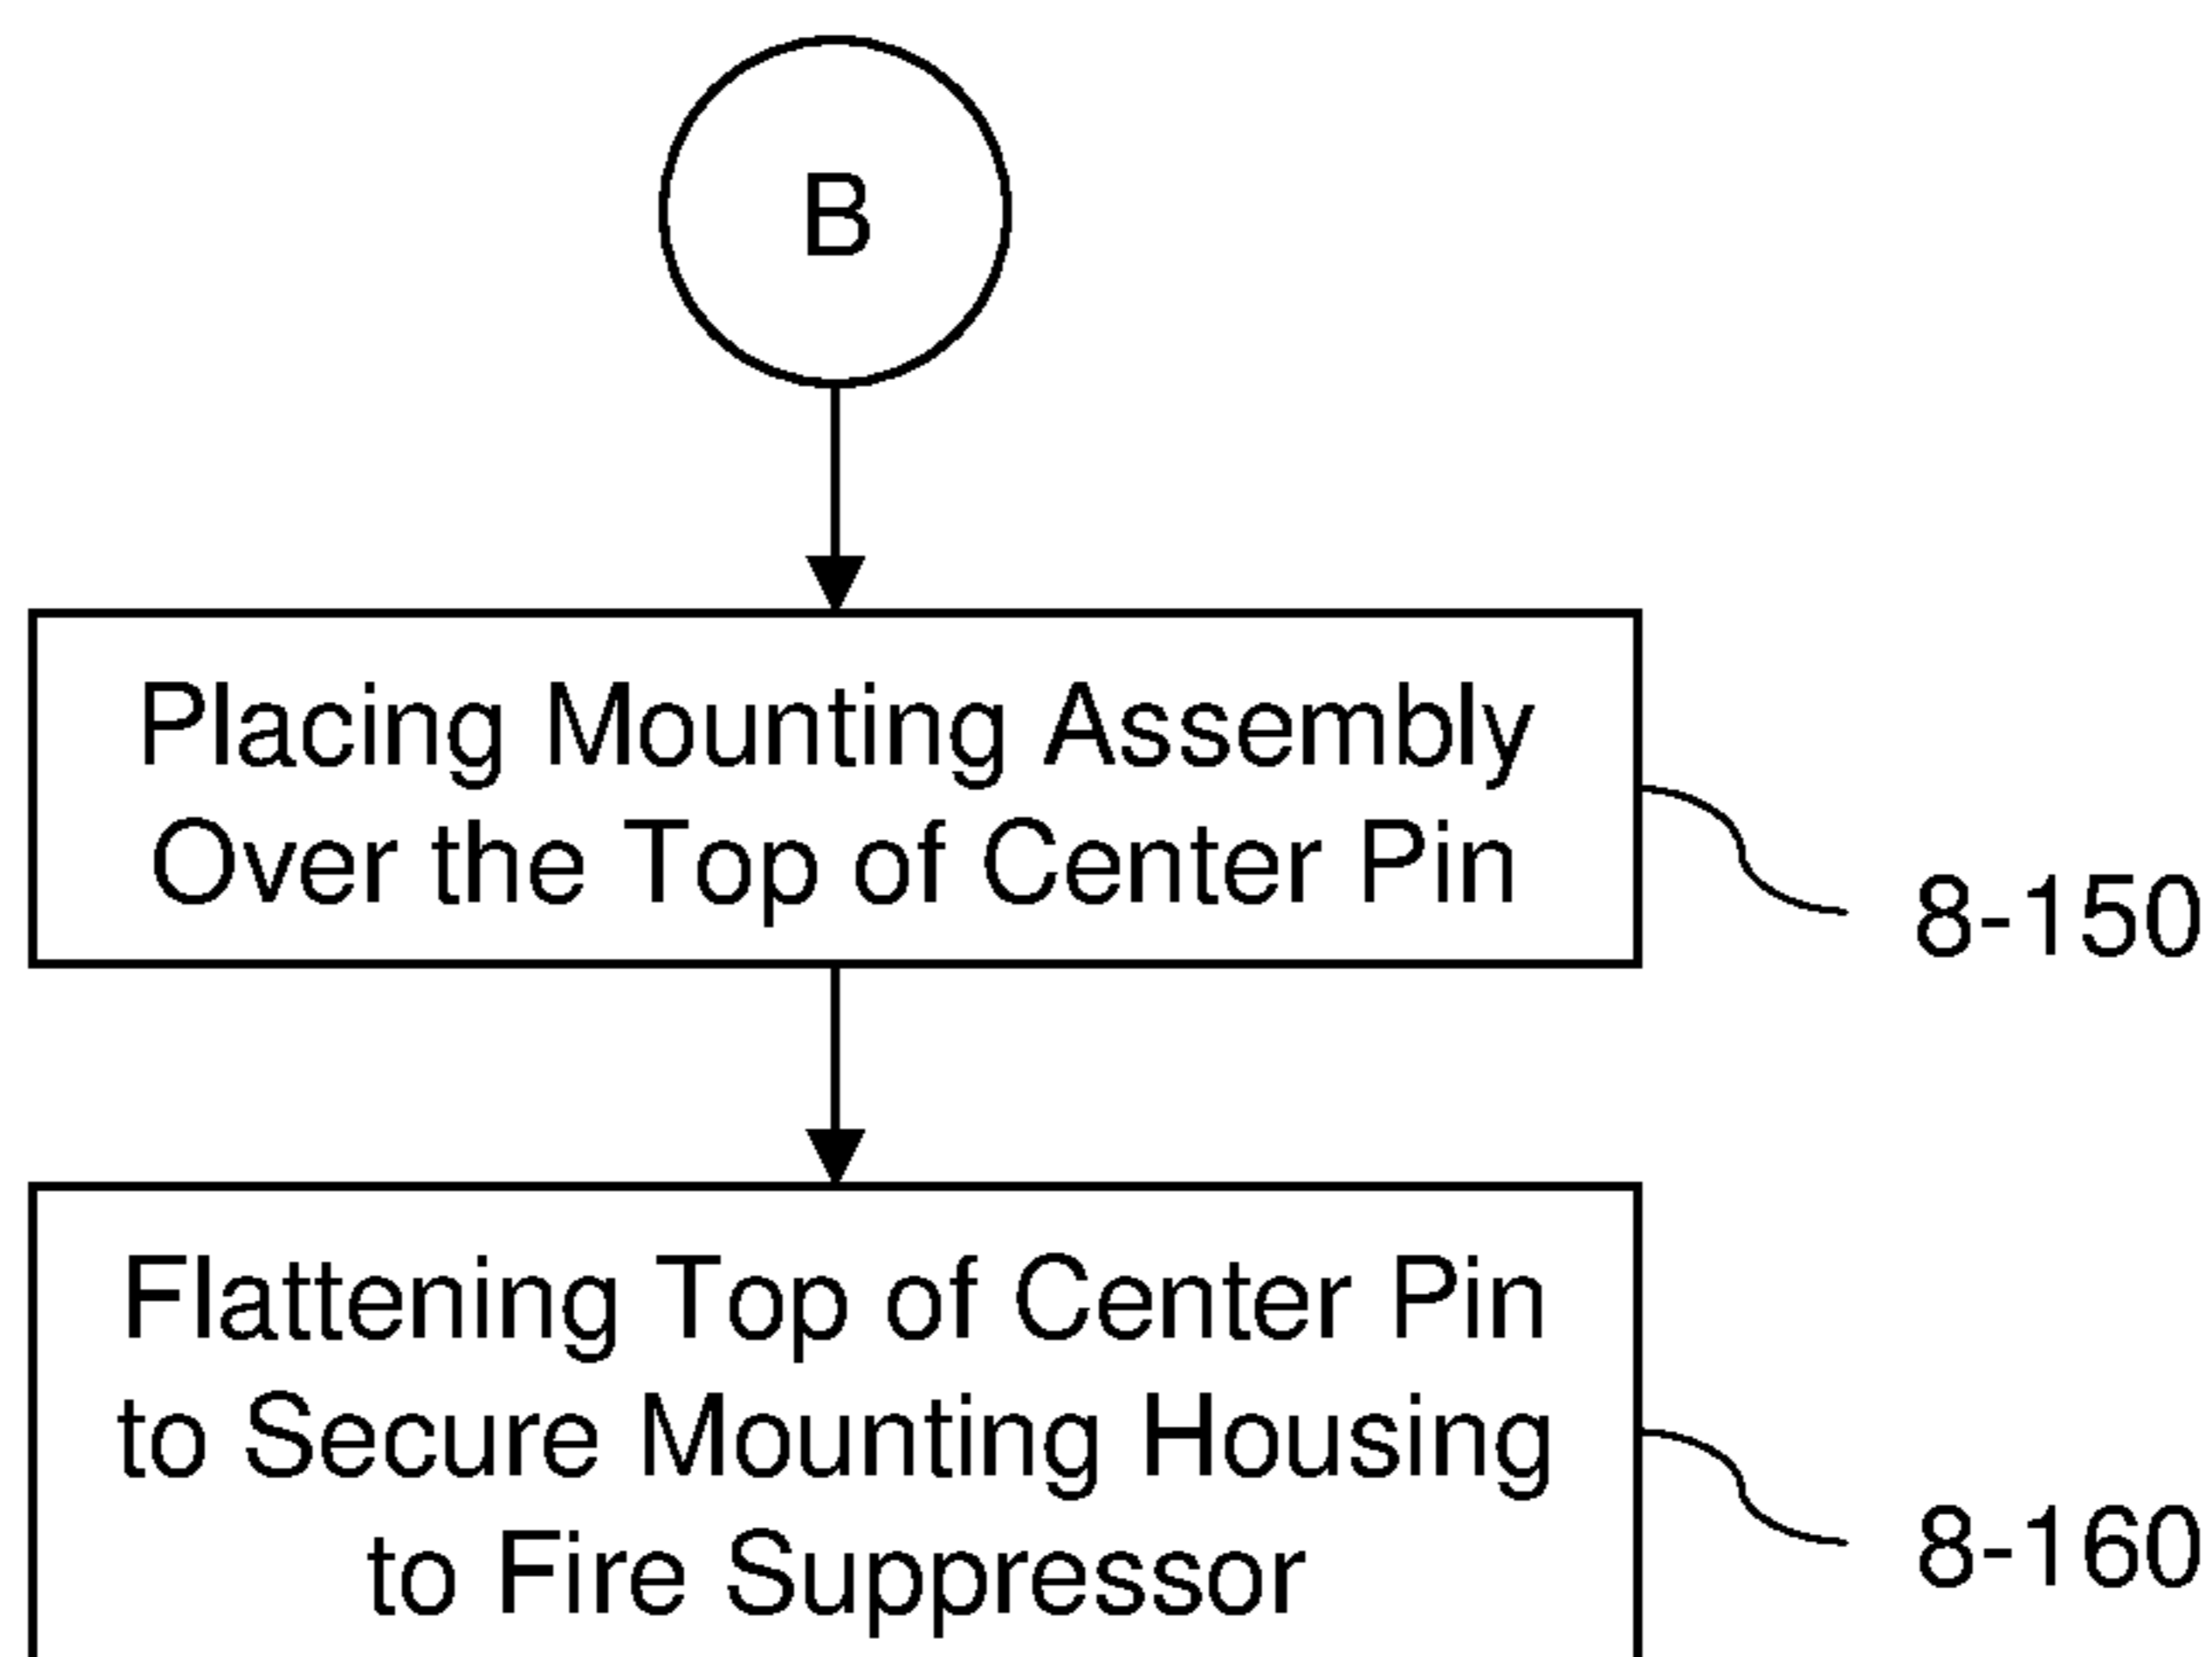 B
Placing Mounting Assembly
Over the Top of Center Pin
8-150
Flattening Top of Center Pin
to Secure Mounting Housing
to Fire Suppressor
8-160